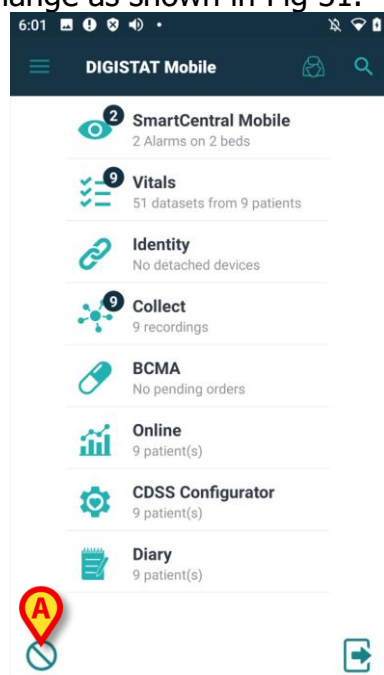 ange as shown in Fig 51.
6:01
DIGISTAT Mobile
2
SmartCentral Mobile
2 Alarms on 2 beds
9
Vitals
51 datasets from 9 patients
Identity
No detached devices
9
Collect
9 recordings
BCMA
No pending orders
Online
9 patient(s)
CDSS Configurator
9 patient(s)
Diary
9 patient(s)
A